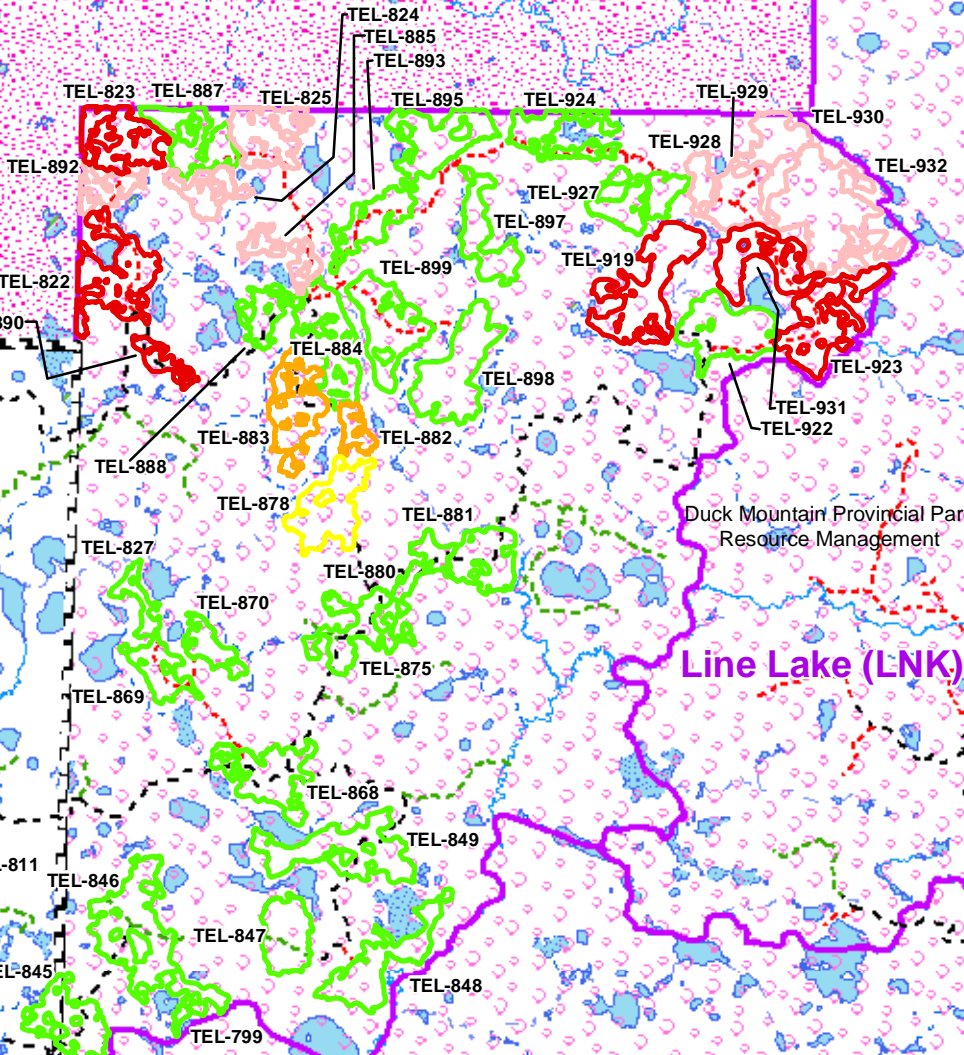 TEL-824
TEL-885
TEL-893
TEL-823
TEL-887
TEL-825
TEL-895
TEL-924
TEL-929
TEL-930
TEL-928
TEL-892
TEL-932
TEL-927
TEL-897
TEL-919
TEL-899
TEL-822
890
TEL-884
TEL-898
TEL-923
TEL-931
TEL-922
TEL-883
TEL-882
TEL-888
TEL-878
TEL-881
Duck Mountain Provincial Par
Resource Management
TEL-827
TEL-880
TEL-870
TEL-875
Line Lake (LNK)
TEL-869
TEL-868
TEL-849
L-811
TEL-846
TEL-847
EL-845
TEL-848
TEL-799